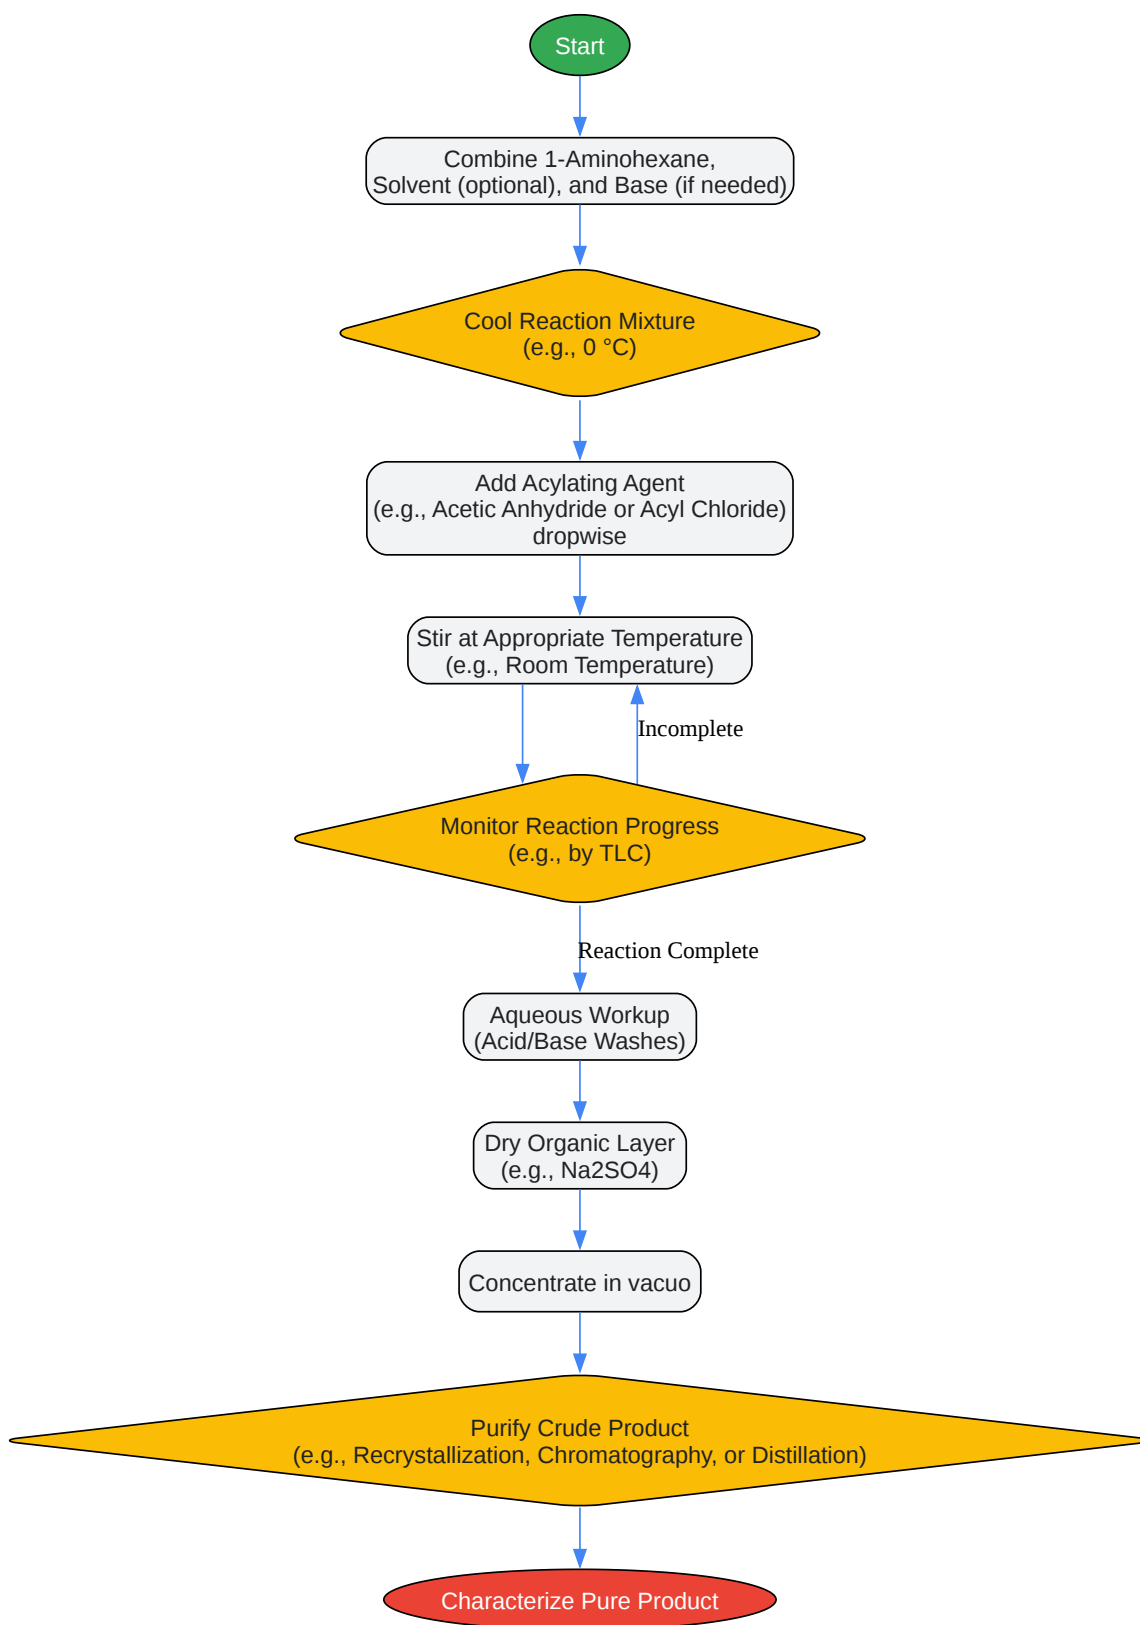 Start
Combine 1-Aminohexane,
Solvent (optional), and Base (if needed)
Cool Reaction Mixture
(e.g., 0 °C)
Add Acylating Agent
(e.g., Acetic Anhydride or Acyl Chloride)
dropwise
Stir at Appropriate Temperature
(e.g., Room Temperature)
Incomplete
Monitor Reaction Progress
(e.g., by TLC)
Reaction Complete
Aqueous Workup
(Acid/Base Washes)
Dry Organic Layer
(e.g., Na2SO4)
Concentrate in vacuo
Purify Crude Product
(e.g., Recrystallization, Chromatography, or Distillation)
Characterize Pure Product